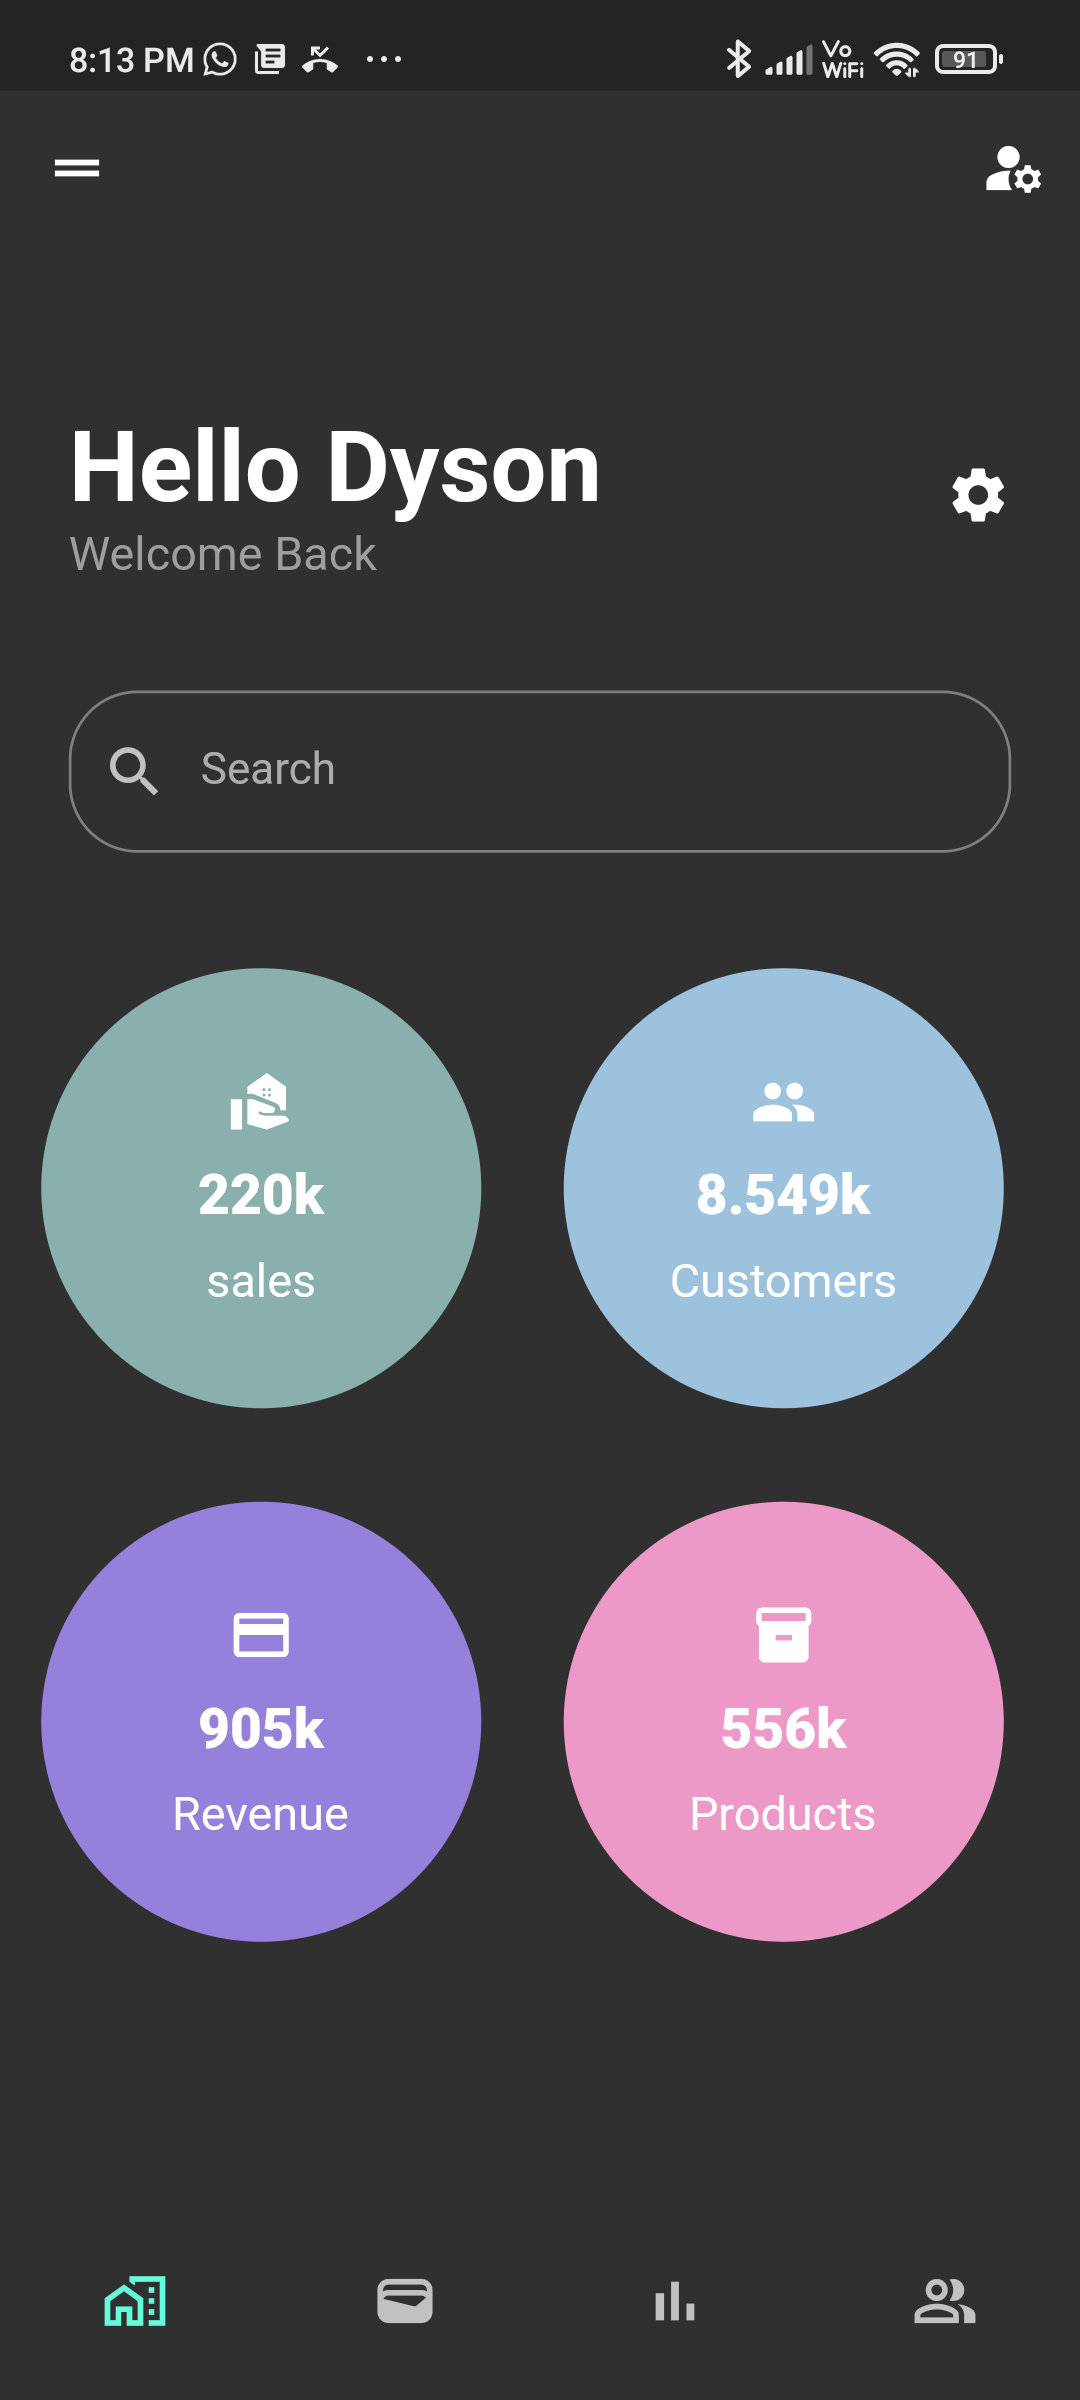 8:13 PM
Vo
WiFi
91
Hello Dyson
Welcome Back
Search
220k
sales
8.549k
Customers
905k
Revenue
556k
Products